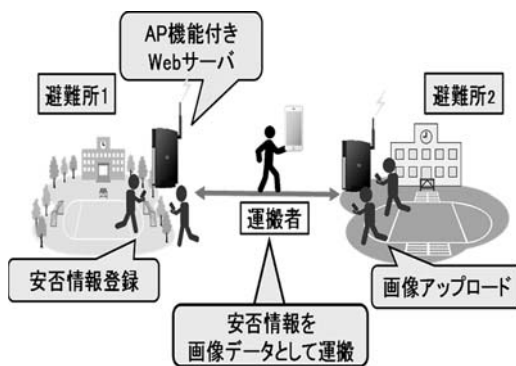 AP機能付き
Webサーバ
避難所1
避難所2
運搬者
安否情報登録
画像アップロード
安否情報を
画像データとして運搬